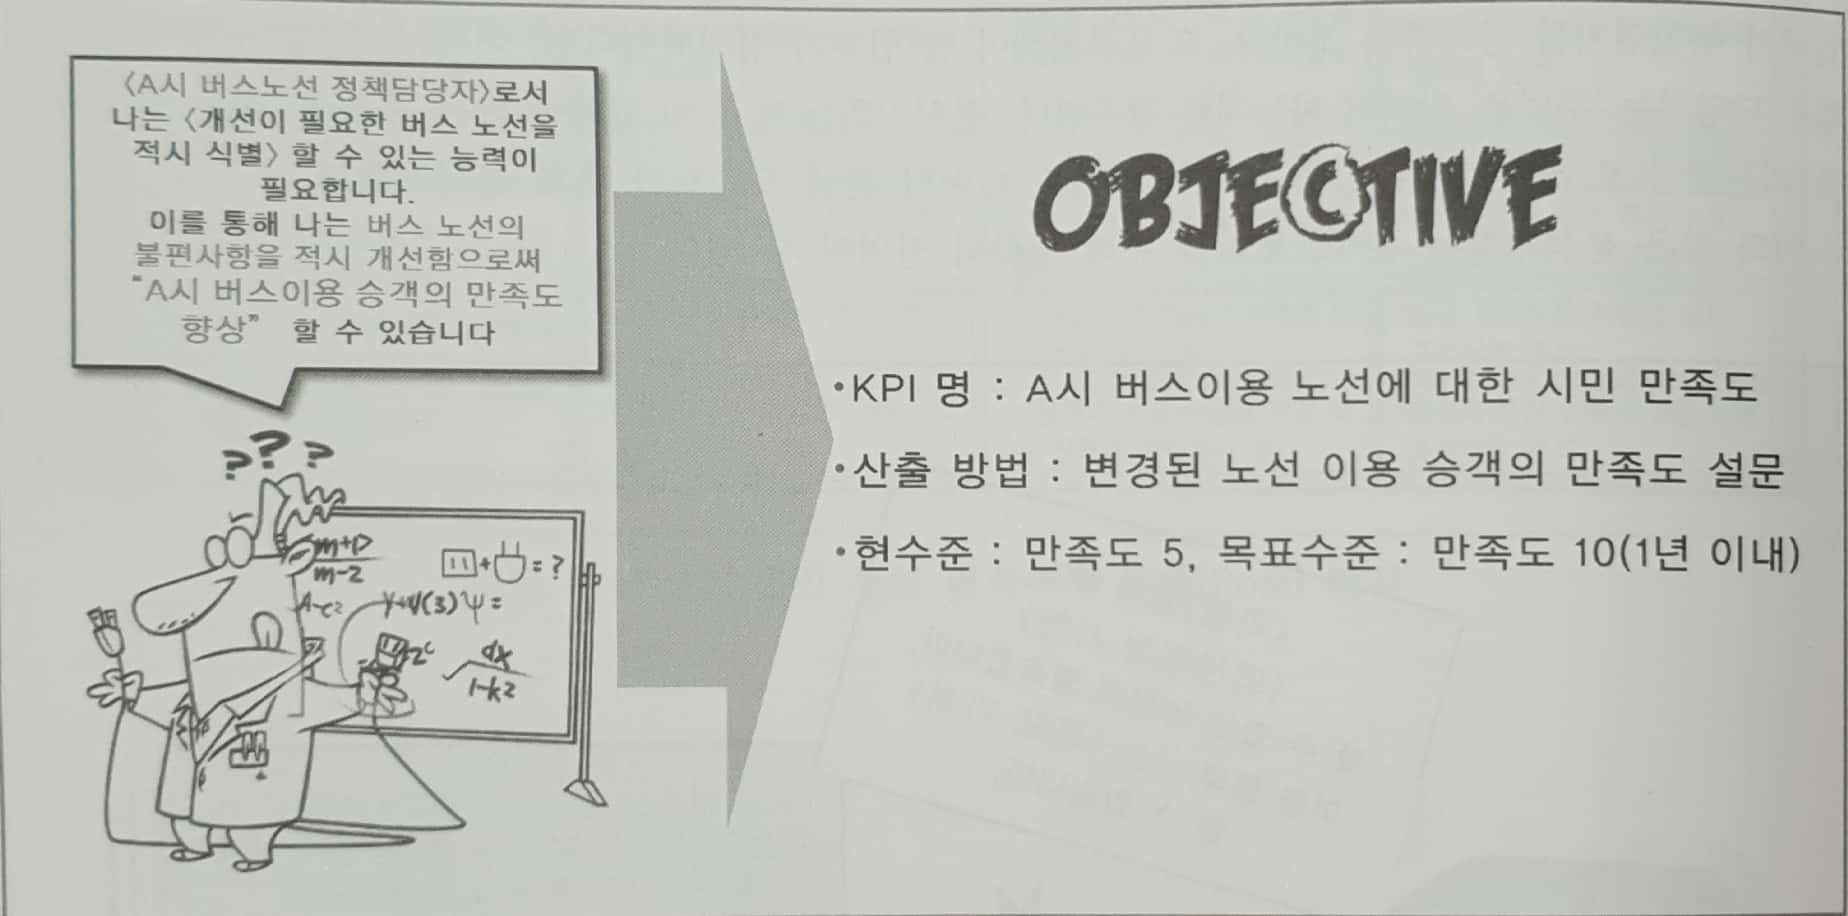 〈A시 버스노선 정책담당자〉로서
나는 〈개선이 필요한 버스 노선을
적시 식별〉 할 수 있는 능력이
필요합니다.
이를 통해 나는 버스 노선의
불편사항을 적시 개선함으로써
“A시 버스이용 승객의 만족도
향상” 할 수 있습니다
OBJECTIVE
•KPI 명 : A시 버스이용 노선에 대한 시민 만족도
•산출 방법 : 변경된 노선 이용 승객의 만족도 설문
•현수준 : 만족도 5, 목표수준 : 만족도 10(1년 이내)
? ? ?
m+D
m-2
+ = ?
dx
1-k2